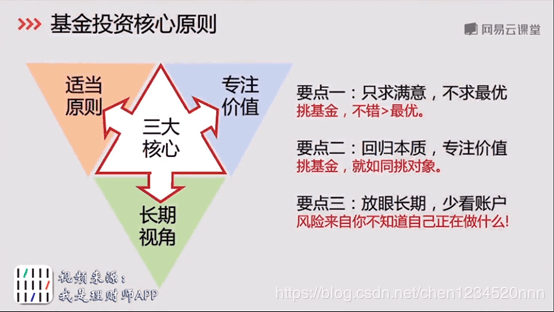 >>> 基金投资核心原则
网易云课堂
适当
原则
专注
价值
三大
核心
长期
视角
要点一：只求满意，不求最优
挑基金，不错>最优。
要点二：回归本质，专注价值
挑基金，就如同挑对象。
要点三：放眼长期，少看账户
风险来自你不知道自己正在做什么!
视频来源：
我是理财师APP
https://blog.csdn.net/chen1234520nnn